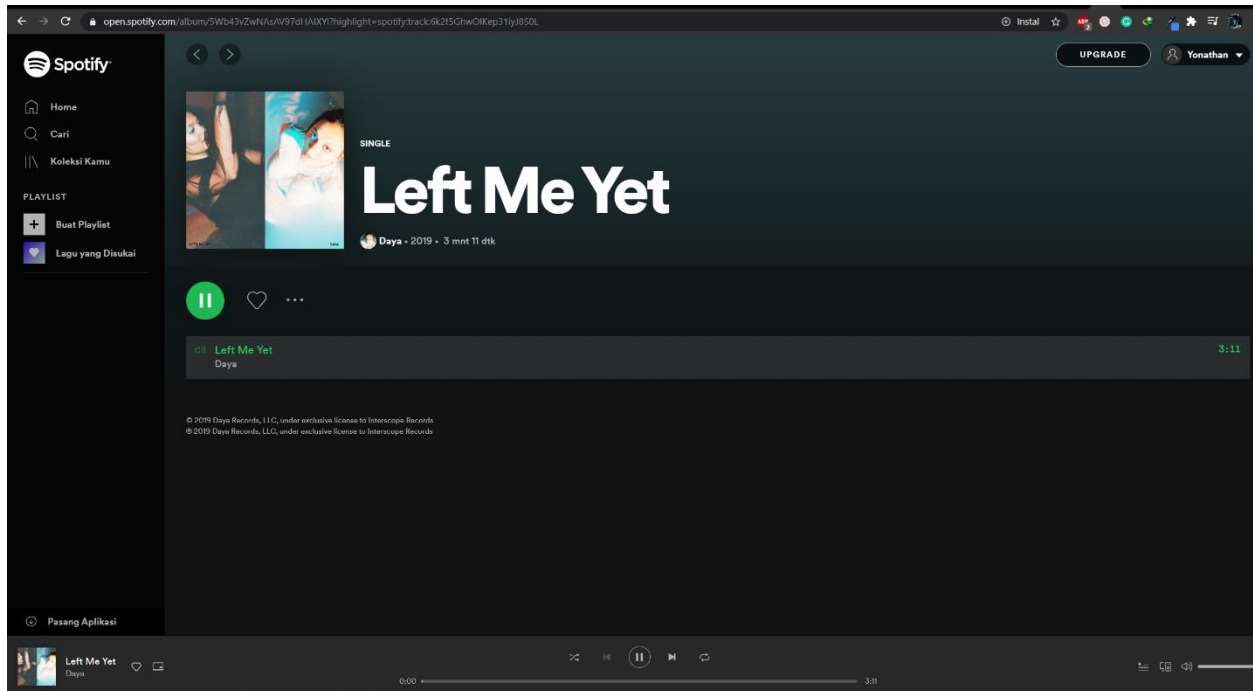 open.spotify.com/album/5Wb43vZwNAsAV97dHAIXYI?highlight=spotify:track:6k2t5GhwOIKep31iyJ8S0L
Instal
2
Spotify
Home
Cari
Koleksi Kamu
PLAYLIST
Buat Playlist
Lagu yang Disukai
Pasang Aplikasi
UPGRADE
Yonathan
SINGLE
Left Me Yet
Daya • 2019 • 3 mnt 11 dtk
Left Me Yet 3:11
Daya
© 2019 Daya Records, LLC, under exclusive license to Interscope Records
℗ 2019 Daya Records, LLC, under exclusive license to Interscope Records
Left Me Yet
Daya
0:00 3:11